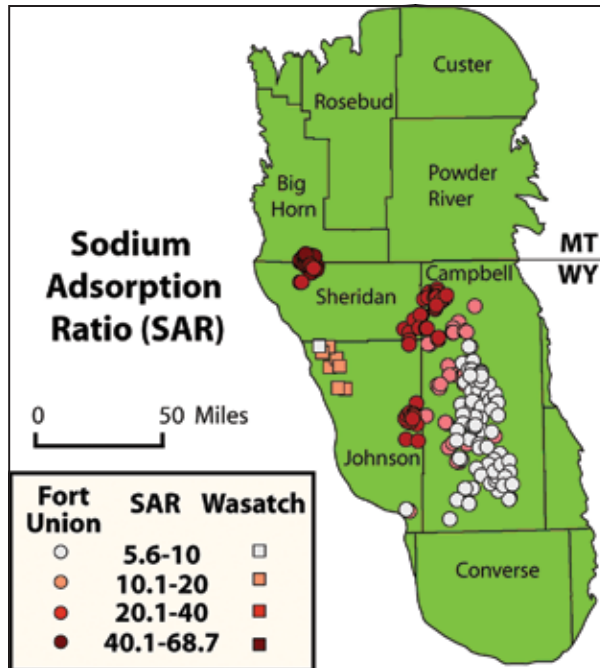 Custer
Rosebud
Powder
River
Big
Horn
MT
WY
Campbell
Sheridan
Sodium
Adsorption
Ratio (SAR)
0 50 Miles
Johnson
Converse
Fort Union SAR Wasatch
5.6-10
10.1-20
20.1-40
40.1-68.7